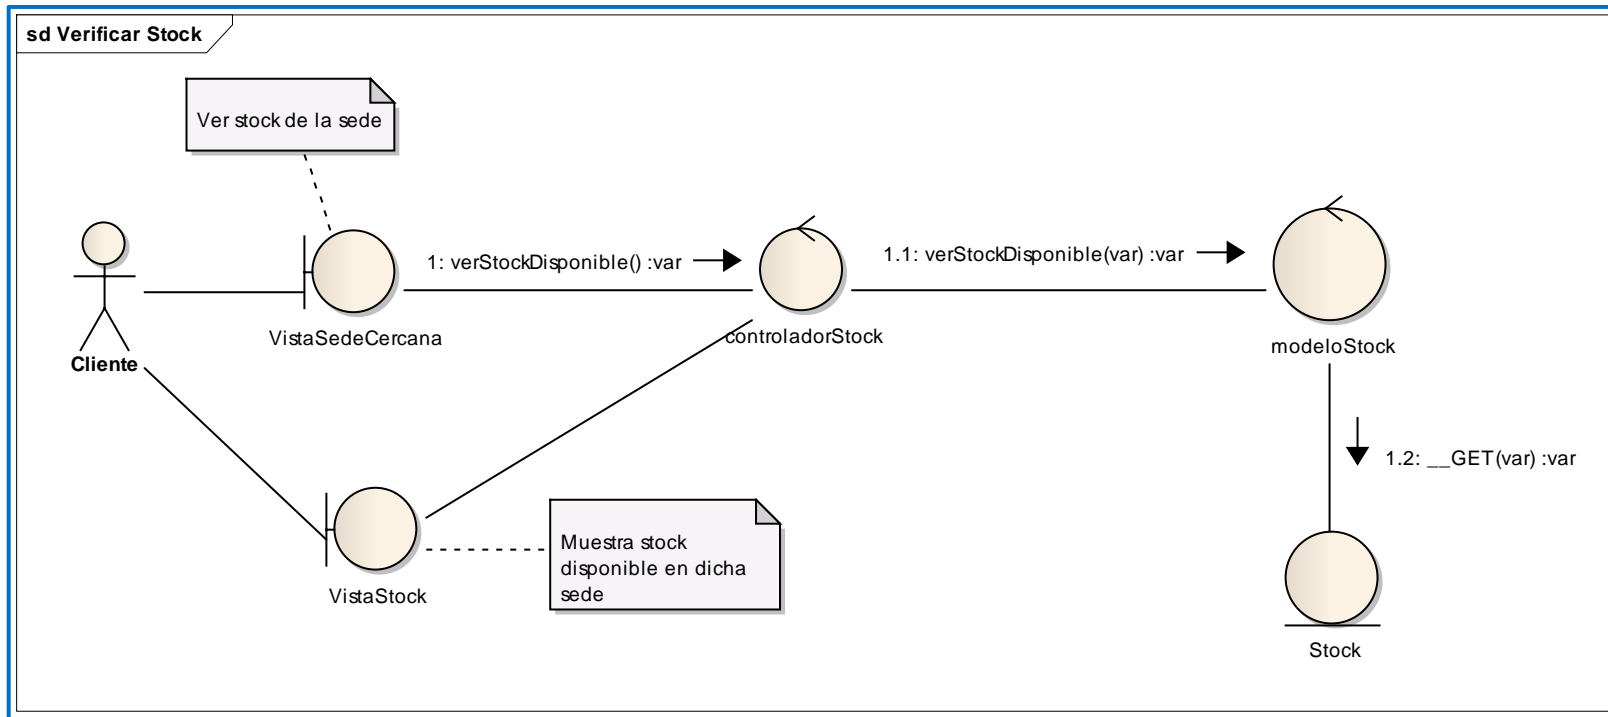 sd Verificar Stock
Ver stock de la sede
1: verStockDisponible() :var
1.1: verStockDisponible(var) :var
VistaSedeCercana
controladorStock
modeloStock
Cliente
1.2: __GET(var) :var
Muestra stock
disponible en dicha
sede
VistaStock
Stock